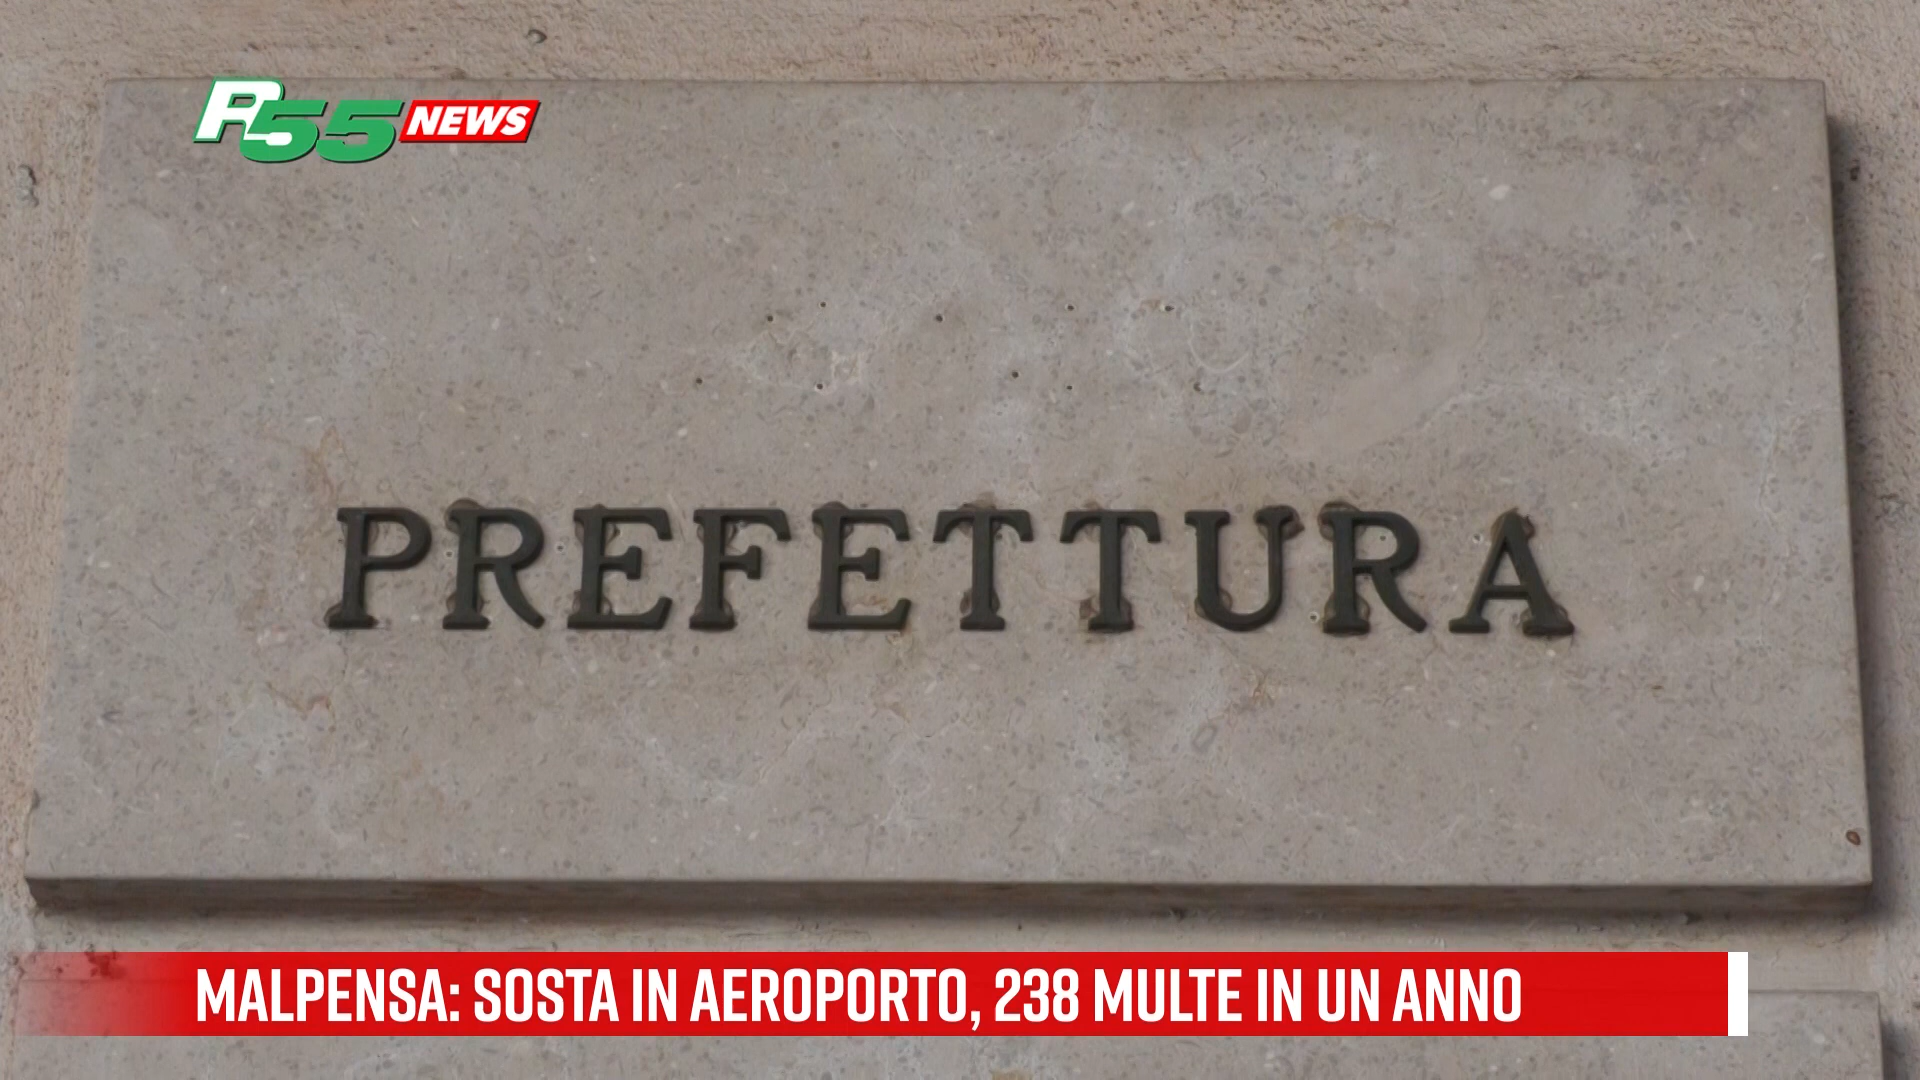 R55 NEWS
PREFETTURA
MALPENSA: SOSTA IN AEROPORTO, 238 MULTE IN UN ANNO